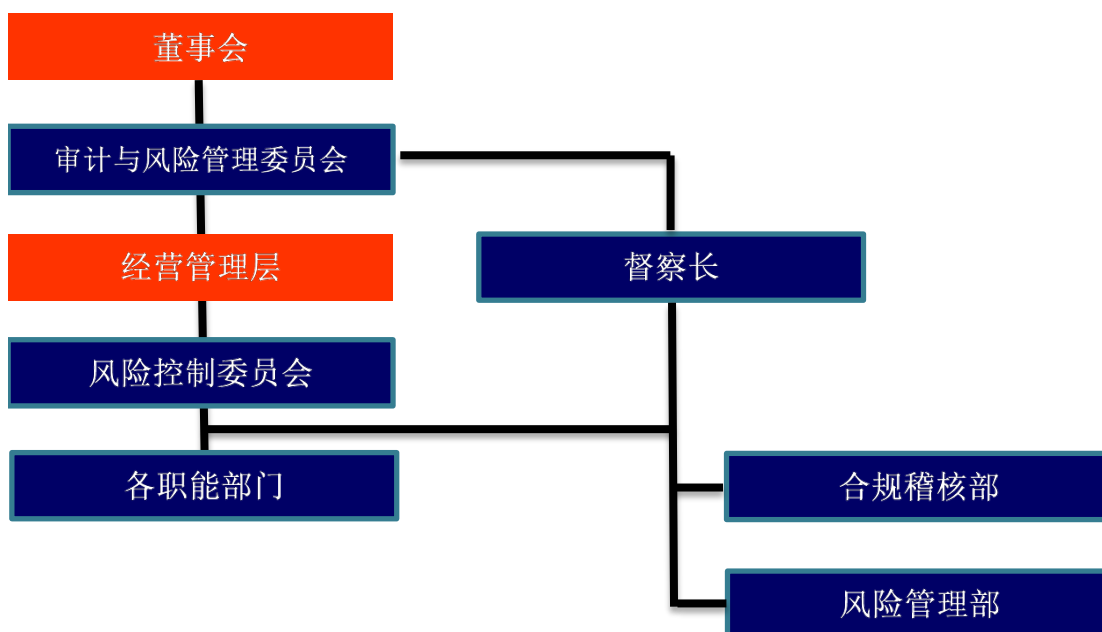 董事会
审计与风险管理委员会
经营管理层
督察长
风险控制委员会
各职能部门
合规稽核部
风险管理部